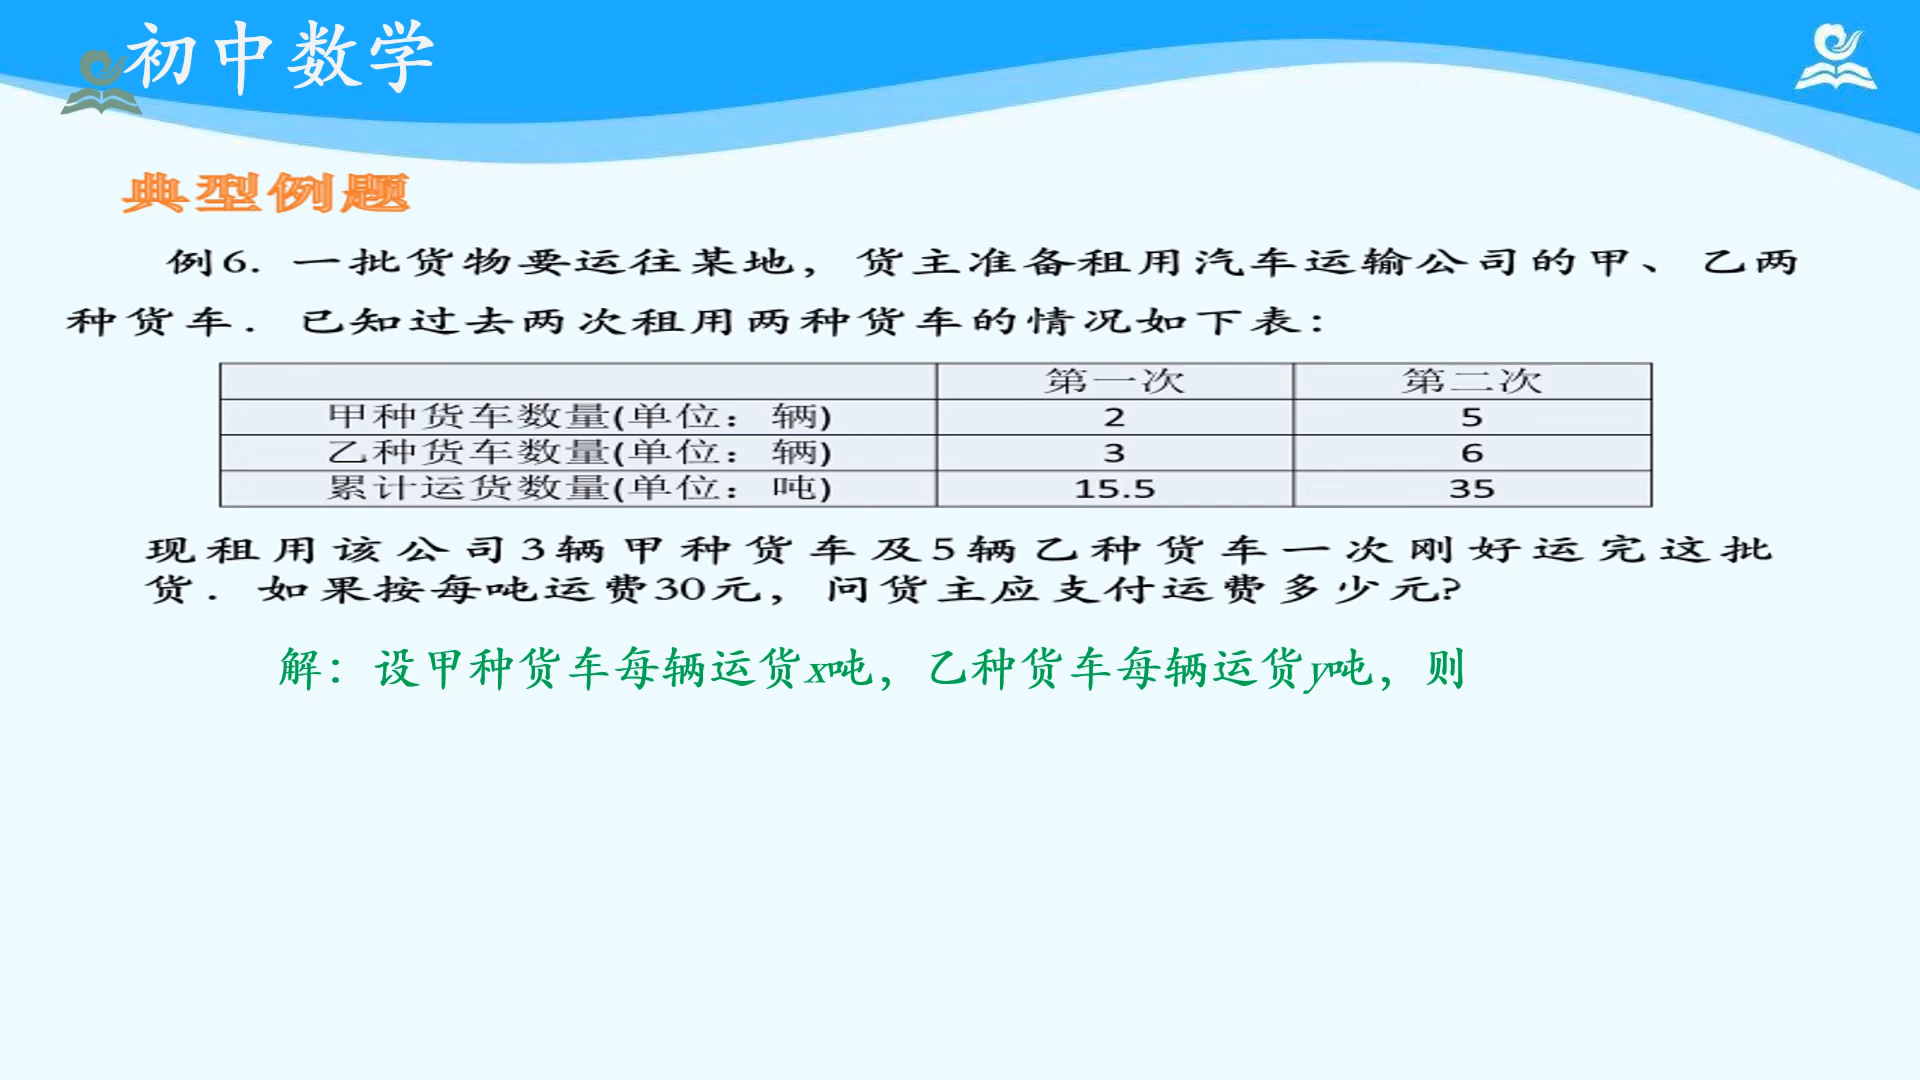 初中数学
典型例题
例6. 一批货物要运往某地，货主准备租用汽车运输公司的甲、乙两
种货车．已知过去两次租用两种货车的情况如下表：
第一次 第二次
甲种货车数量(单位：辆) 2 5
乙种货车数量(单位：辆) 3 6
累计运货数量(单位：吨) 15.5 35
现租用该公司3辆甲种货车及5辆乙种货车一次刚好运完这批
货．如果按每吨运费30元，问货主应支付运费多少元?
解：设甲种货车每辆运货x吨，乙种货车每辆运货y吨，则